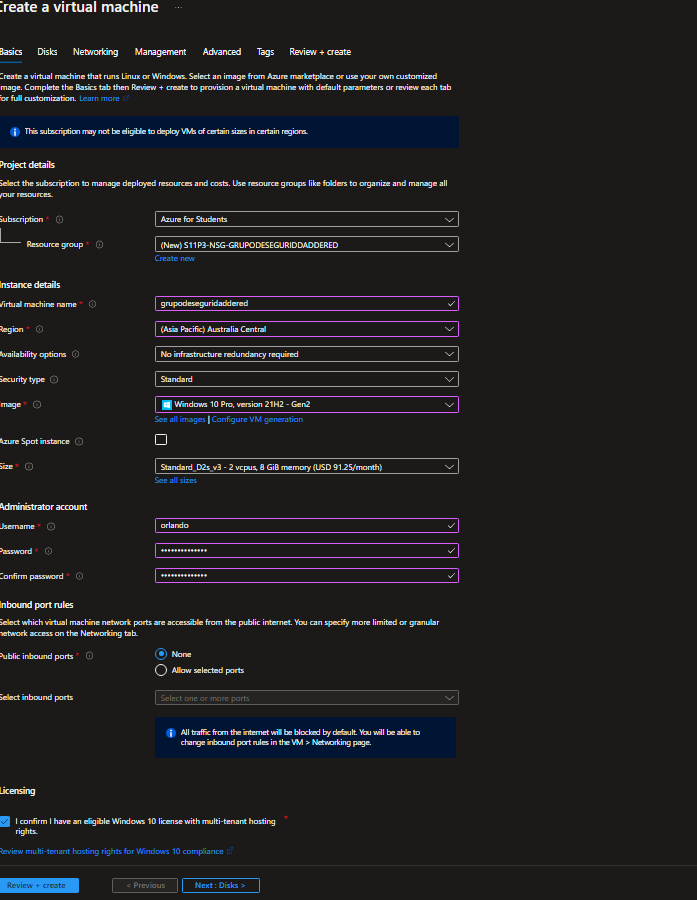 Create a virtual machine ...
Basics Disks Networking Management Advanced Tags Review + create
Create a virtual machine that runs Linux or Windows. Select an image from Azure marketplace or use your own customized
image. Complete the Basics tab then Review + create to provision a virtual machine with default parameters or review each tab
for full customization. Learn more
This subscription may not be eligible to deploy VMs of certain sizes in certain regions.
Project details
Select the subscription to manage deployed resources and costs. Use resource groups like folders to organize and manage all
your resources.
Subscription * Azure for Students
Resource group * (New) S11P3-NSG-GRUPODESEGURIDDADDERED
Create new
Instance details
Virtual machine name * grupodeseguridaddered
Region * (Asia Pacific) Australia Central
Availability options No infrastructure redundancy required
Security type Standard
Image * Windows 10 Pro, version 21H2 - Gen2
See all images | Configure VM generation
Azure Spot instance
Size * Standard_D2s_v3 - 2 vcpus, 8 GiB memory (USD 91.25/month)
See all sizes
Administrator account
Username * orlando
Password * ••••••••••••••
Confirm password * ••••••••••••••
Inbound port rules
Select which virtual machine network ports are accessible from the public internet. You can specify more limited or granular
network access on the Networking tab.
Public inbound ports * None
Allow selected ports
Select inbound ports Select one or more ports
All traffic from the internet will be blocked by default. You will be able to
change inbound port rules in the VM > Networking page.
Licensing
I confirm I have an eligible Windows 10 license with multi-tenant hosting *
rights.
Review multi-tenant hosting rights for Windows 10 compliance
Review + create < Previous Next : Disks >